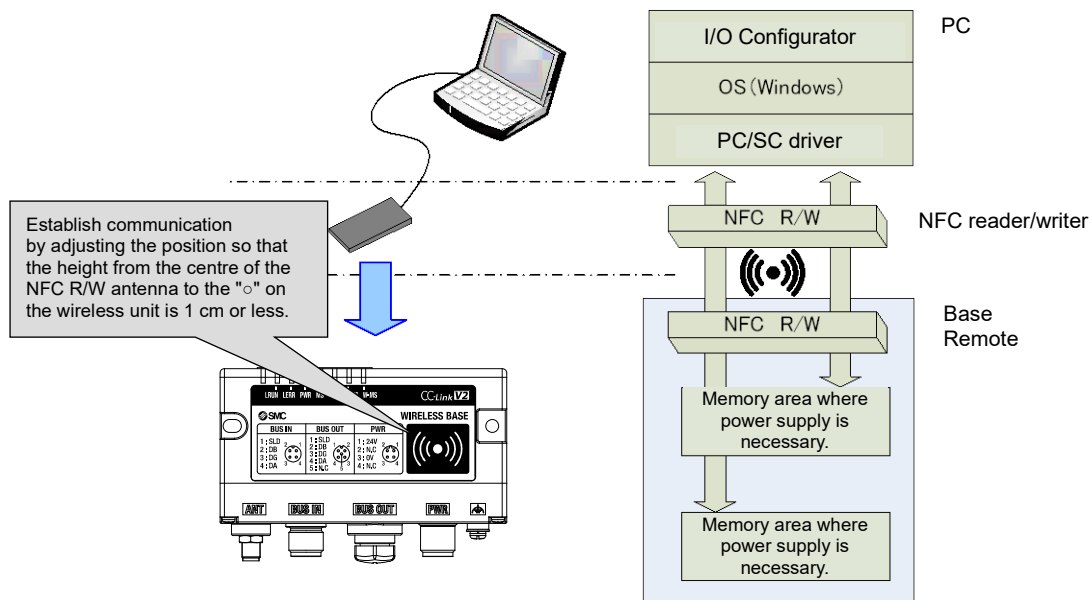 I/O Configurator
PC
OS(Windows)
PC/SC driver
Establish communication
by adjusting the position so that
the height from the centre of the
NFC R/W antenna to the "○" on
the wireless unit is 1 cm or less.
NFC R/W
NFC reader/writer
NFC R/W
Base
Remote
LRUN LERR PWR
M-MS
CC-Link V2
SMC
WIRELESS BASE
BUS IN
BUS OUT
PWR
1:SLD
2:DB
3:DG
4:DA
1:SLD
2:DB
3:DG
4:DA
5:N.C
1:24V
2:N.C
3:0V
4:N.C
ANT
BUS IN
BUS OUT
PWR
Memory area where
power supply is
necessary.
Memory area where
power supply is
necessary.